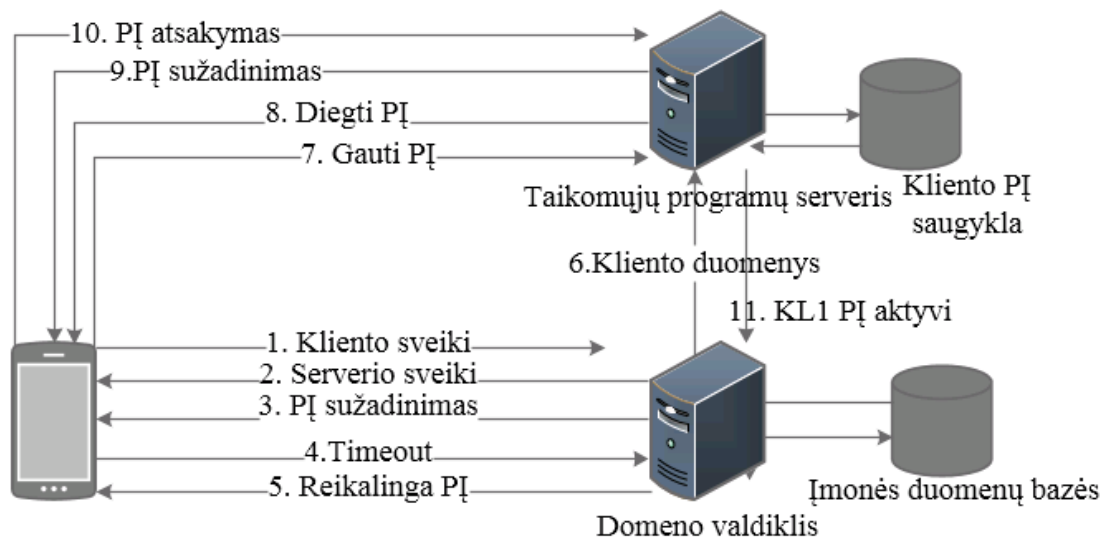 10. PĮ atsakymas
9.PĮ sužadinimas
8. Diegti PĮ
7. Gauti PĮ
Taikomųjų programų serveris
Kliento PĮ
saugykla
6.Kliento duomenys
11. KL1 PĮ aktyvi
1. Kliento sveiki
2. Serverio sveiki
3. PĮ sužadinimas
4.Timeout
5. Reikalinga PĮ
Domeno valdiklis
Įmonės duomenų bazės